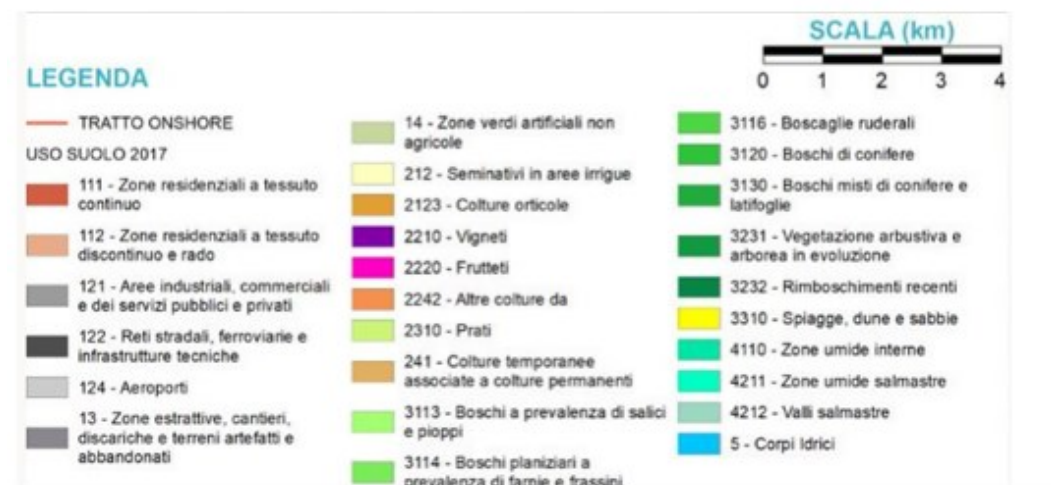 SCALA (km)
0 1 2 3 4
LEGENDA
TRATTO ONSHORE
USO SUOLO 2017
111 - Zone residenziali a tessuto
continuo
112 - Zone residenziali a tessuto
discontinuo e rado
121 - Aree industriali, commerciali
e dei servizi pubblici e privati
122 - Reti stradali, ferroviarie e
infrastrutture tecniche
124 - Aeroporti
13 - Zone estrattive, cantieri,
discariche e terreni artefatti e
abbandonati
14 - Zone verdi artificiali non
agricole
212 - Seminativi in aree irrigue
2123 - Colture orticole
2210 - Vigneti
2220 - Frutteti
2242 - Altre colture da
2310 - Prati
241 - Colture temporanee
associate a colture permanenti
3113 - Boschi a prevalenza di salici
e pioppi
3114 - Boschi planiziari a
prevalenza di farnie e frassini
3116 - Boscaglie ruderali
3120 - Boschi di conifere
3130 - Boschi misti di conifere e
latifoglie
3231 - Vegetazione arbustiva e
arborea in evoluzione
3232 - Rimboschimenti recenti
3310 - Spiagge, dune e sabbie
4110 - Zone umide interne
4211 - Zone umide salmastre
4212 - Valli salmastre
5 - Corpi Idrici